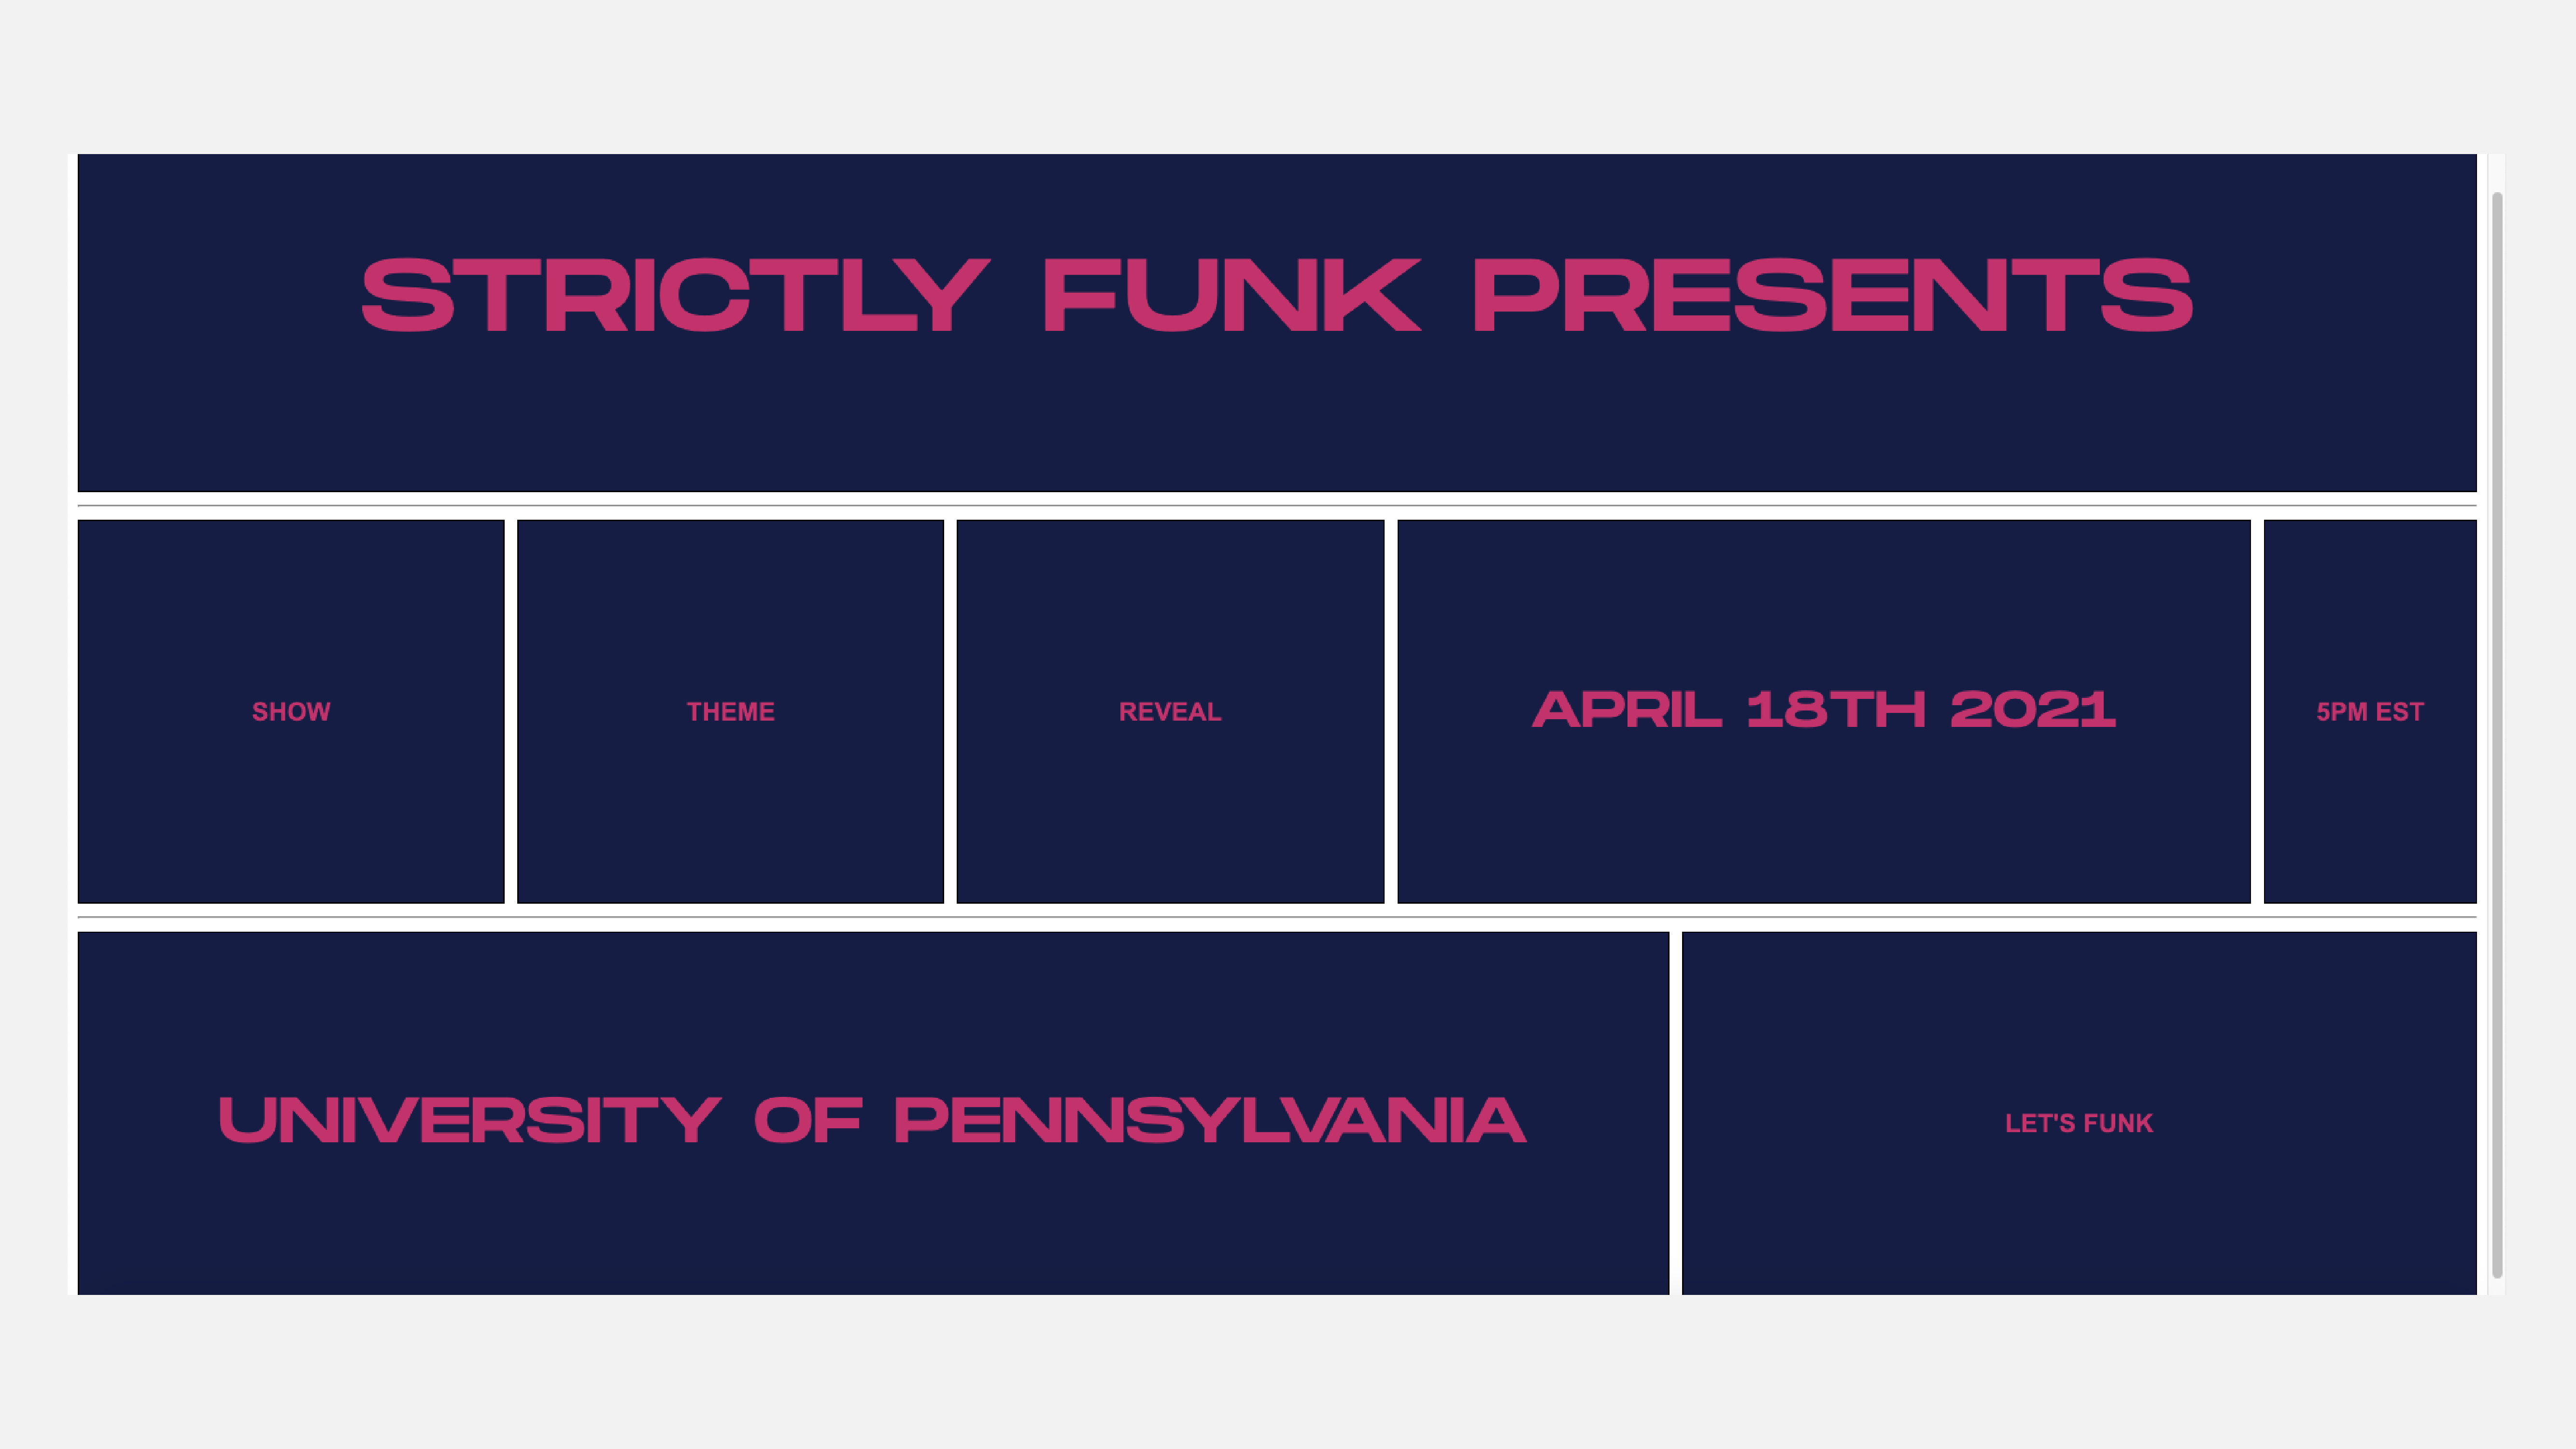 STRICTLY FUNK PRESENTS
SHOW
THEME
REVEAL
APRIL 18TH 2021
5PM EST
UNIVERSITY OF PENNSYLVANIA
LET'S FUNK